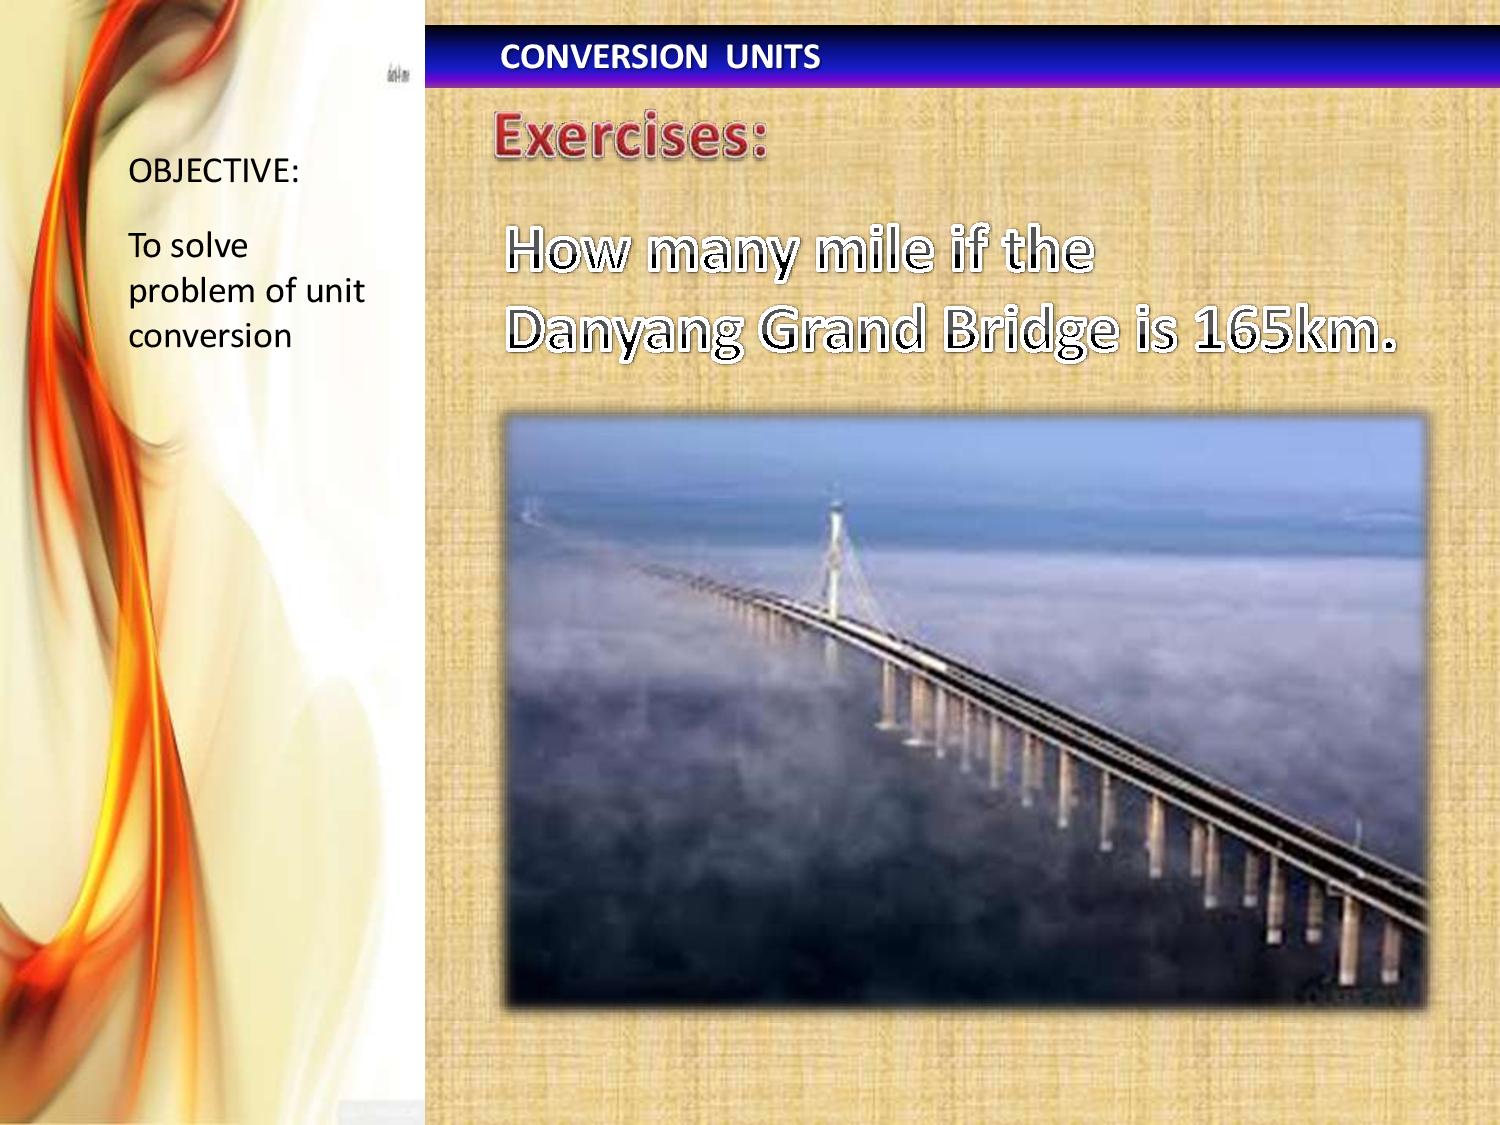 CONVERSION UNITS
Exercises:
OBJECTIVE:
To solve
problem of unit
conversion
How many mile if the
Danyang Grand Bridge is 165km.